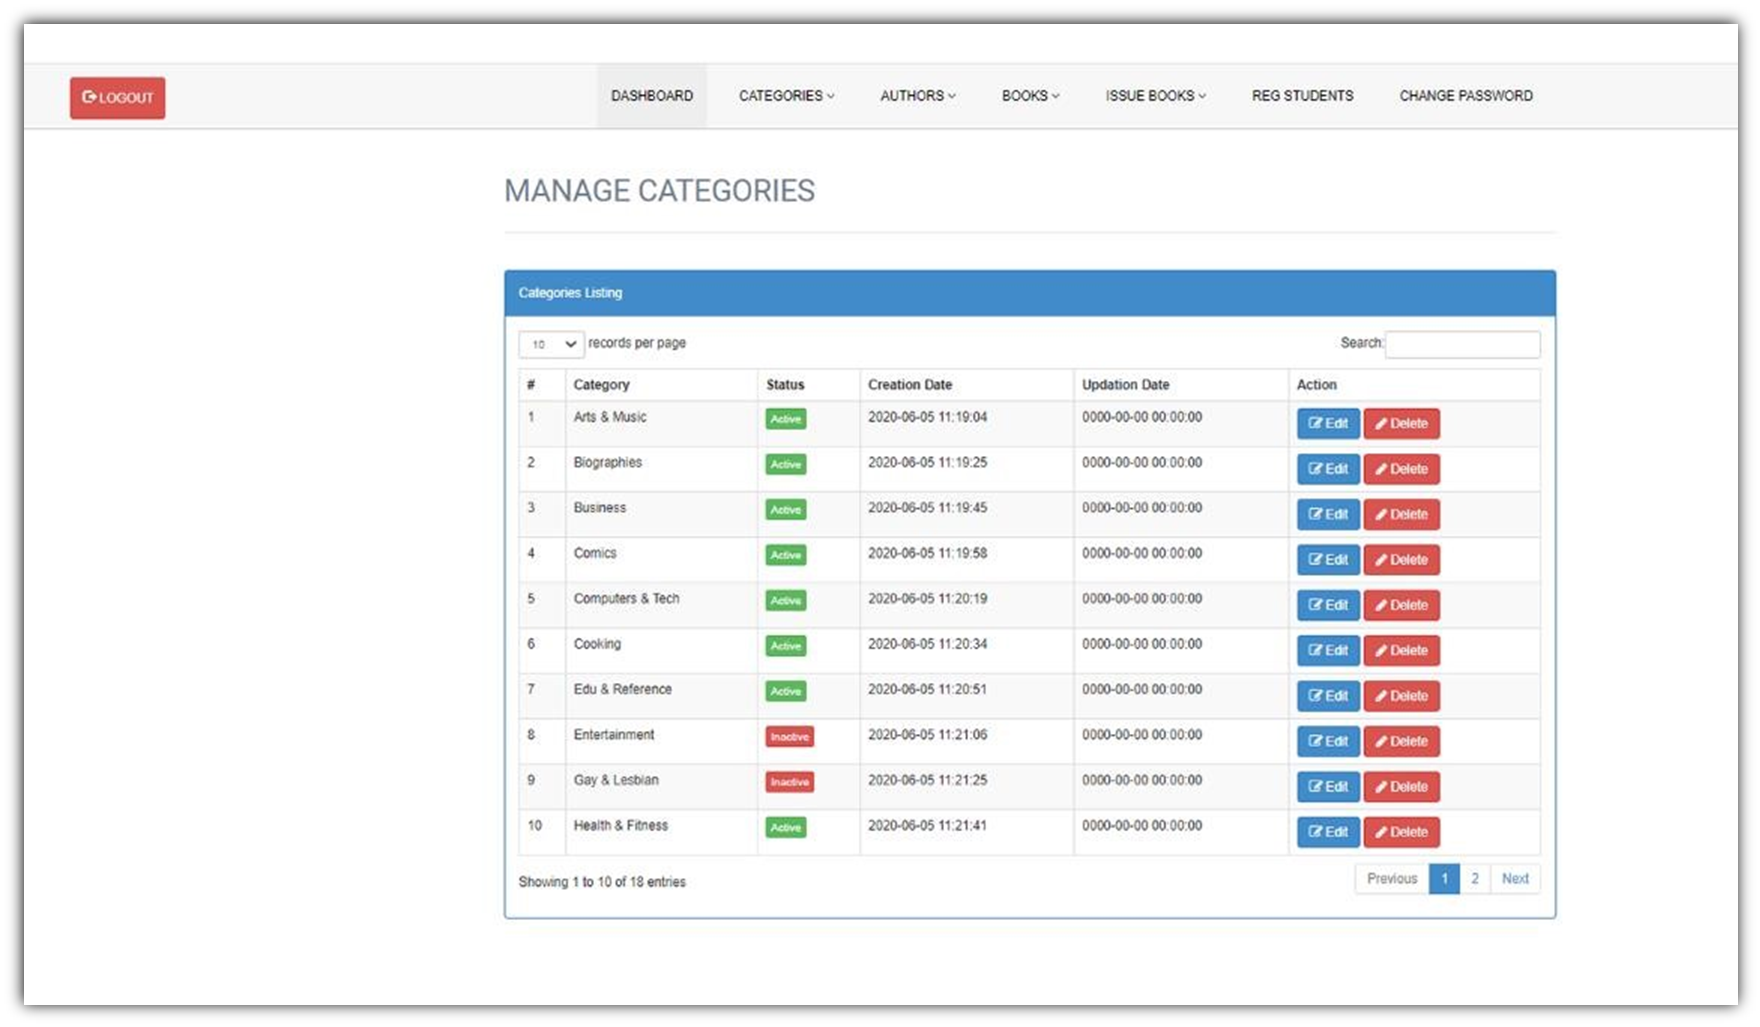 LOGOUT DASHBOARD CATEGORIES AUTHORS BOOKS ISSUE BOOKS REG STUDENTS CHANGE PASSWORD
MANAGE CATEGORIES
Categories Listing
10 records per page Search:
# Category Status Creation Date Updation Date Action
1 Arts & Music Active 2020-06-05 11:19:04 0000-00-00 00:00:00 Edit Delete
2 Biographies Active 2020-06-05 11:19:25 0000-00-00 00:00:00 Edit Delete
3 Business Active 2020-06-05 11:19:45 0000-00-00 00:00:00 Edit Delete
4 Comics Active 2020-06-05 11:19:58 0000-00-00 00:00:00 Edit Delete
5 Computers & Tech Active 2020-06-05 11:20:19 0000-00-00 00:00:00 Edit Delete
6 Cooking Active 2020-06-05 11:20:34 0000-00-00 00:00:00 Edit Delete
7 Edu & Reference Active 2020-06-05 11:20:51 0000-00-00 00:00:00 Edit Delete
8 Entertainment Inactive 2020-06-05 11:21:06 0000-00-00 00:00:00 Edit Delete
9 Gay & Lesbian Inactive 2020-06-05 11:21:25 0000-00-00 00:00:00 Edit Delete
10 Health & Fitness Active 2020-06-05 11:21:41 0000-00-00 00:00:00 Edit Delete
Showing 1 to 10 of 18 entries Previous 1 2 Next